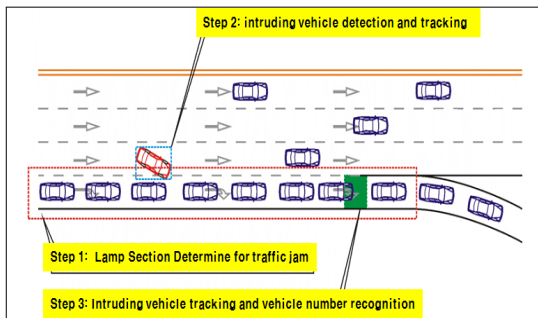 Step 2: intruding vehicle detection and tracking
Step 1: Lamp Section Determine for traffic jam
Step 3: Intruding vehicle tracking and vehicle number recognition